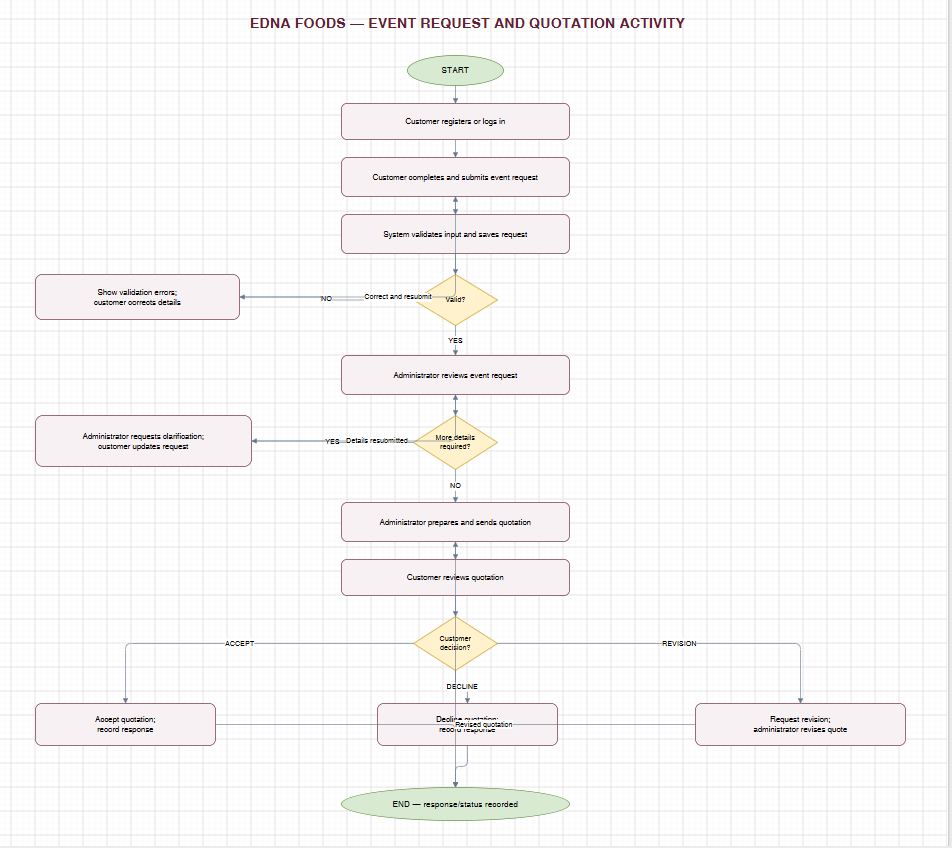 EDNA FOODS — EVENT REQUEST AND QUOTATION ACTIVITY
START
Customer registers or logs in
Customer completes and submits event request
System validates input and saves request
Show validation errors;
customer corrects details
NO
Correct and resubmit
Valid?
YES
Administrator reviews event request
Administrator requests clarification;
customer updates request
YES
Details resubmitted
More details
required?
NO
Administrator prepares and sends quotation
Customer reviews quotation
Customer
decision?
ACCEPT
REVISION
DECLINE
Accept quotation;
record response
Decline quotation;
record response
Revised quotation
Request revision;
administrator revises quote
END — response/status recorded